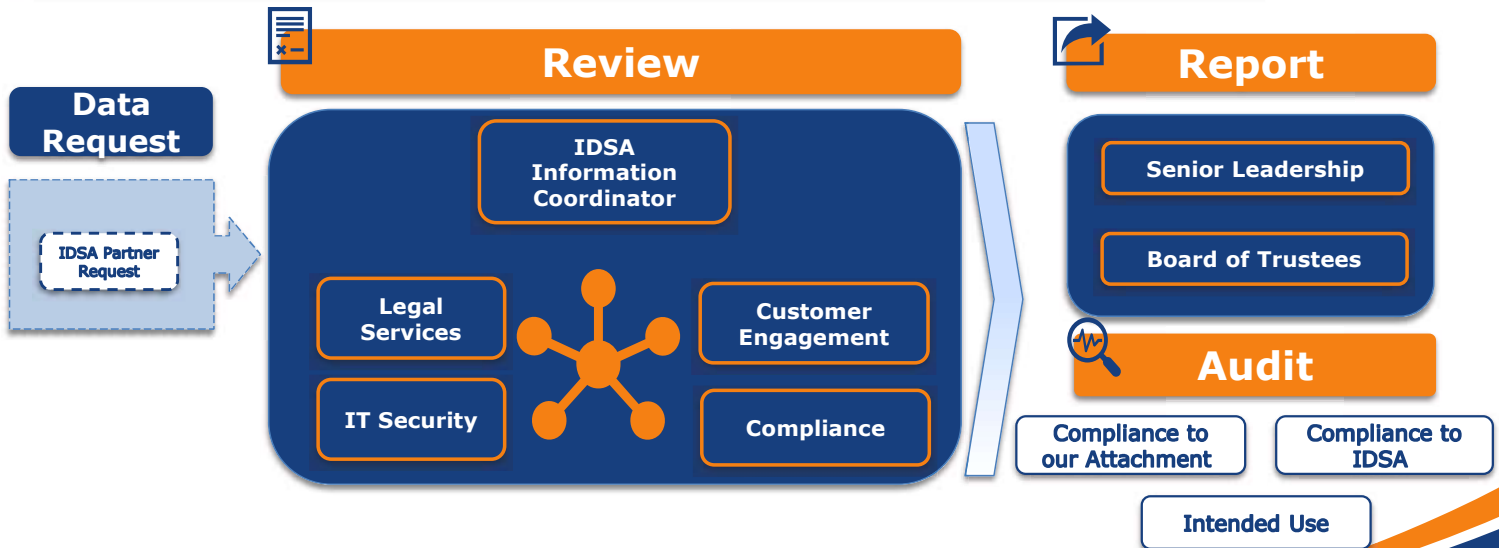 Review
Report
Data
Request
IDSA
Information
Coordinator
IDSA Partner
Request
Legal
Services
Customer
Engagement
IT Security
Compliance
Senior Leadership
Board of Trustees
Audit
Compliance to
our Attachment
Compliance to
IDSA
Intended Use